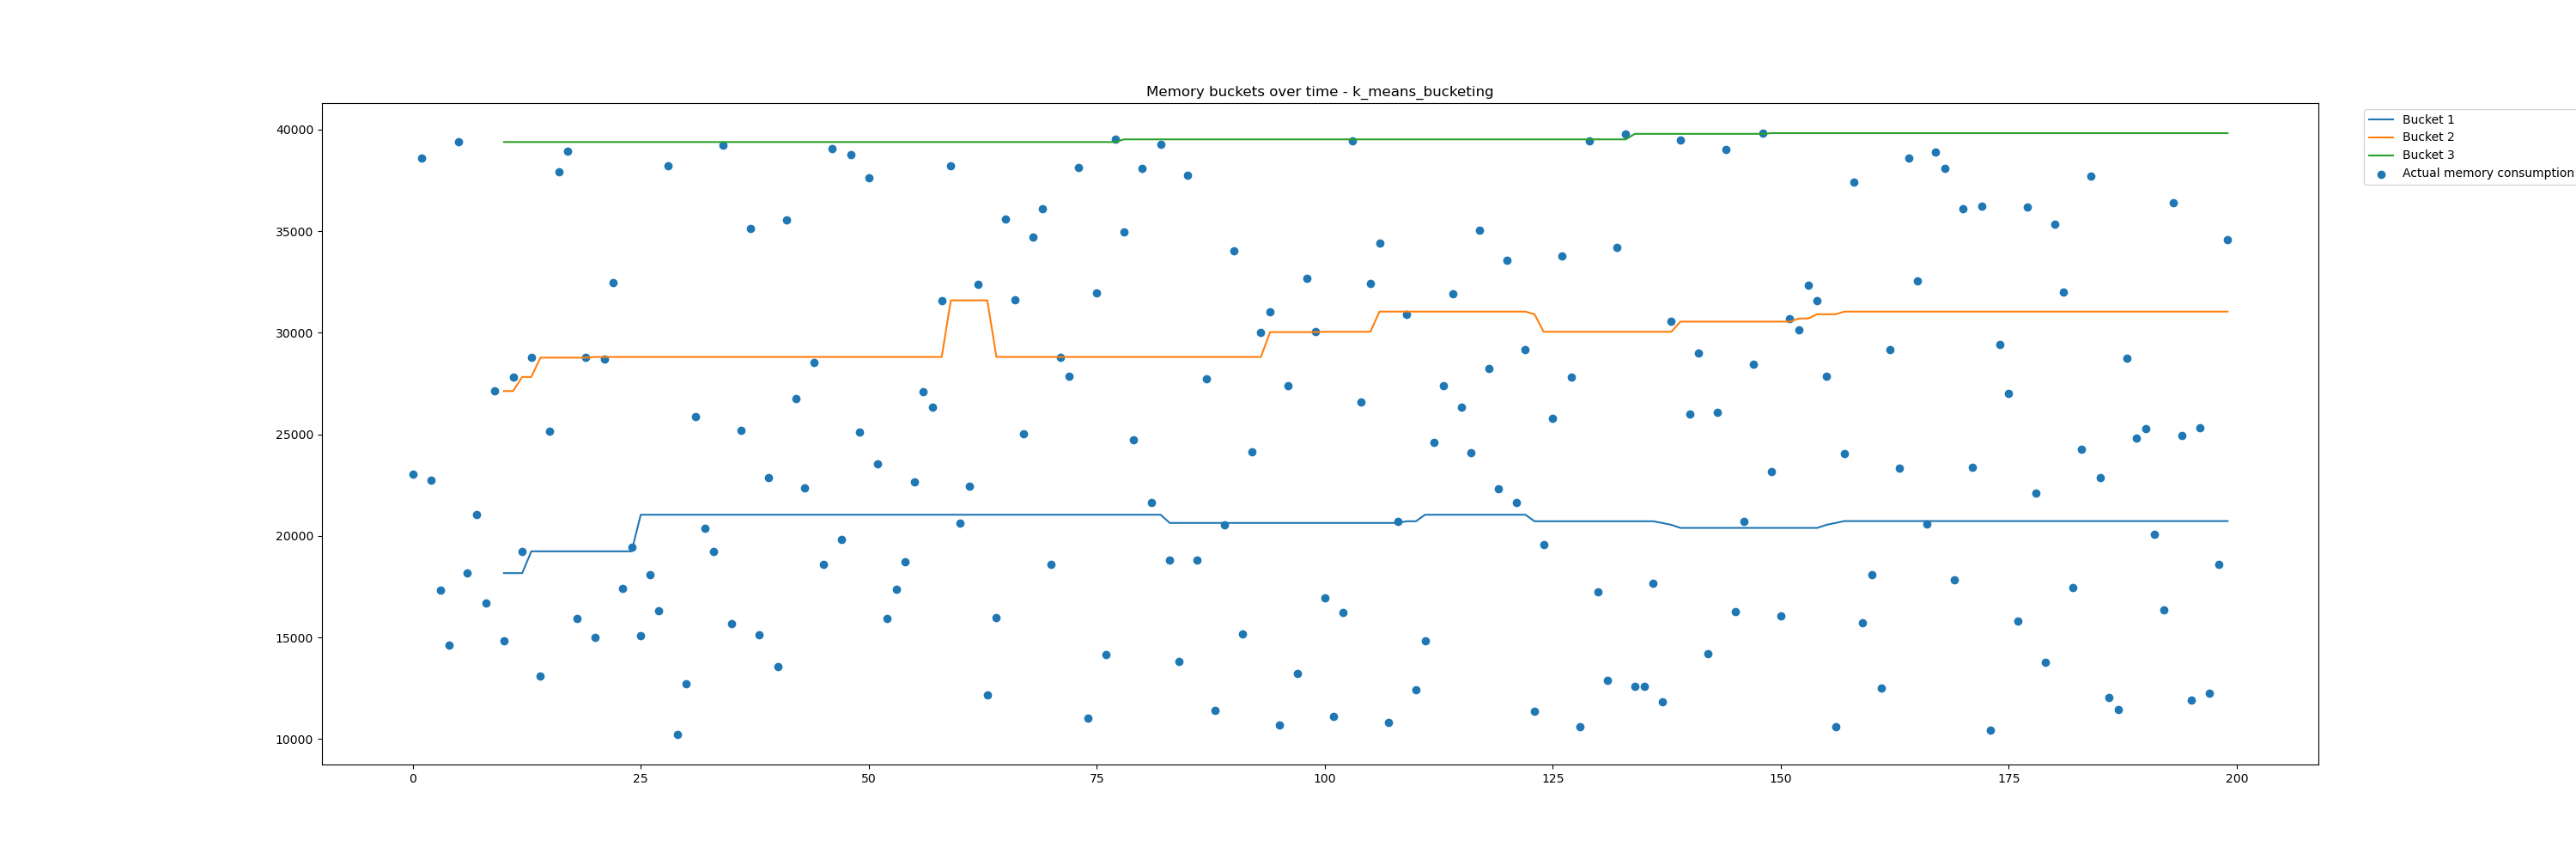 Memory buckets over time - k_means_bucketing
40000
35000
30000
25000
20000
15000
10000
0 25 50 75 100 125 150 175 200
Bucket 1
Bucket 2
Bucket 3
Actual memory consumption